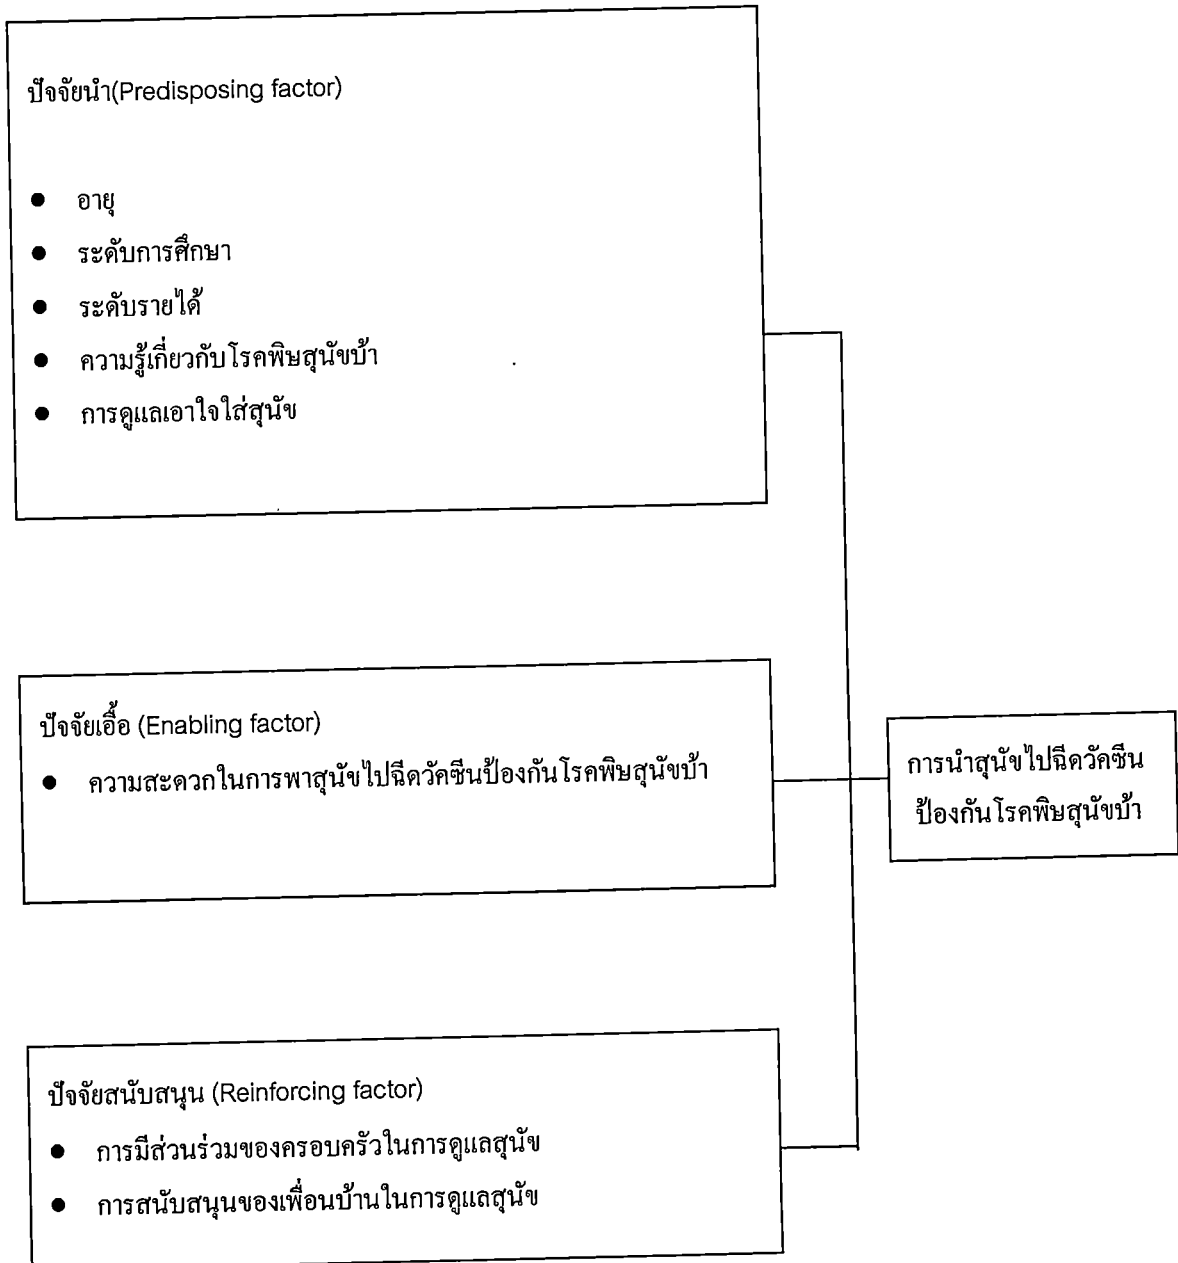 ปัจจัยนำ(Predisposing factor)
● อายุ
● ระดับการศึกษา
● ระดับรายได้
● ความรู้เกี่ยวกับโรคพิษสุนัขบ้า
● การดูแลเอาใจใส่สุนัข
ปัจจัยเอื้อ (Enabling factor)
● ความสะดวกในการพาสุนัขไปฉีดวัคซีนป้องกันโรคพิษสุนัขบ้า
การนำสุนัขไปฉีดวัคซีน
ป้องกันโรคพิษสุนัขบ้า
ปัจจัยสนับสนุน (Reinforcing factor)
● การมีส่วนร่วมของครอบครัวในการดูแลสุนัข
● การสนับสนุนของเพื่อนบ้านในการดูแลสุนัข